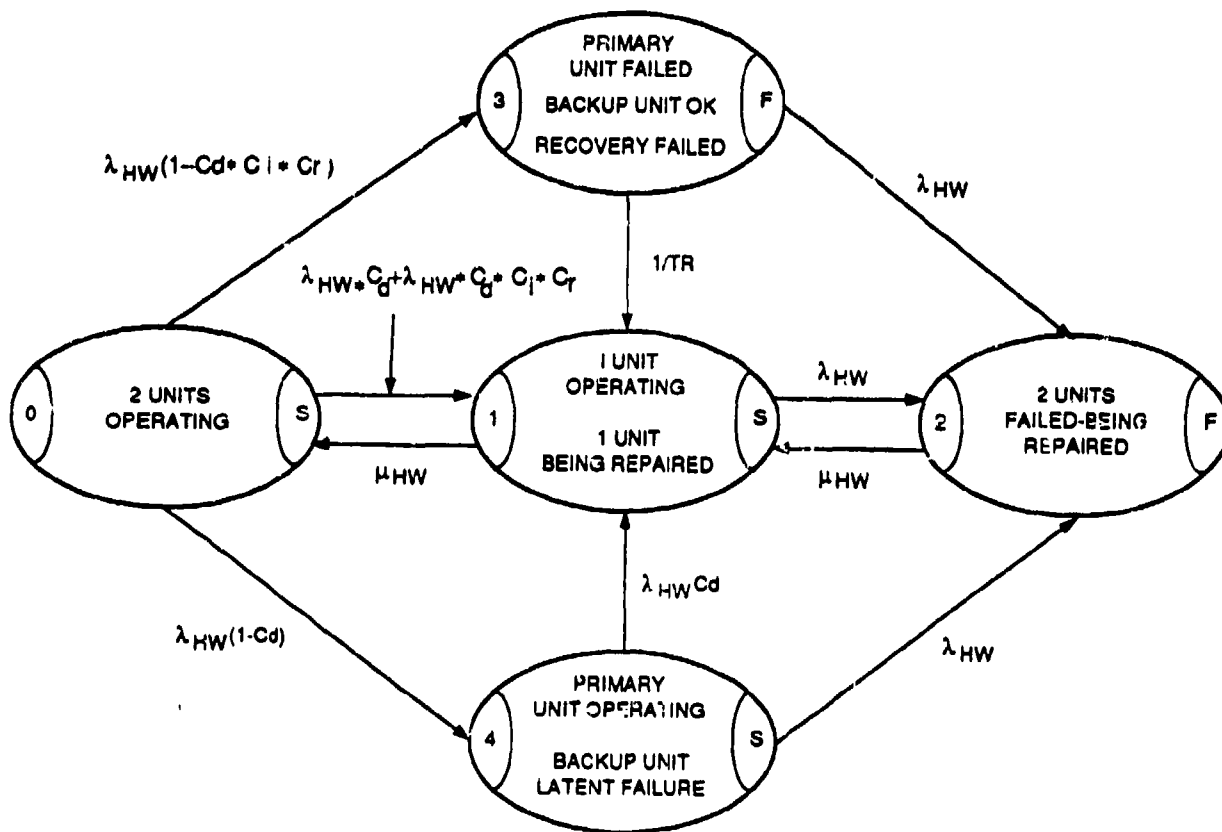 PRIMARY
UNIT FAILED
3
BACKUP UNIT OK
F
RECOVERY FAILED
λHW(1-Cd* Ci* Cr)
λHW
λHW*Cd+λHW*Cd*Ci*Cr
1/TR
0
2 UNITS
OPERATING
S
1
1 UNIT
OPERATING
1 UNIT
BEING REPAIRED
S
λHW
2
2 UNITS
FAILED-BEING
REPAIRED
F
μHW
μHW
λHW Cd
λHW(1-Cd)
λHW
PRIMARY
UNIT OPERATING
4
S
BACKUP UNIT
LATENT FAILURE